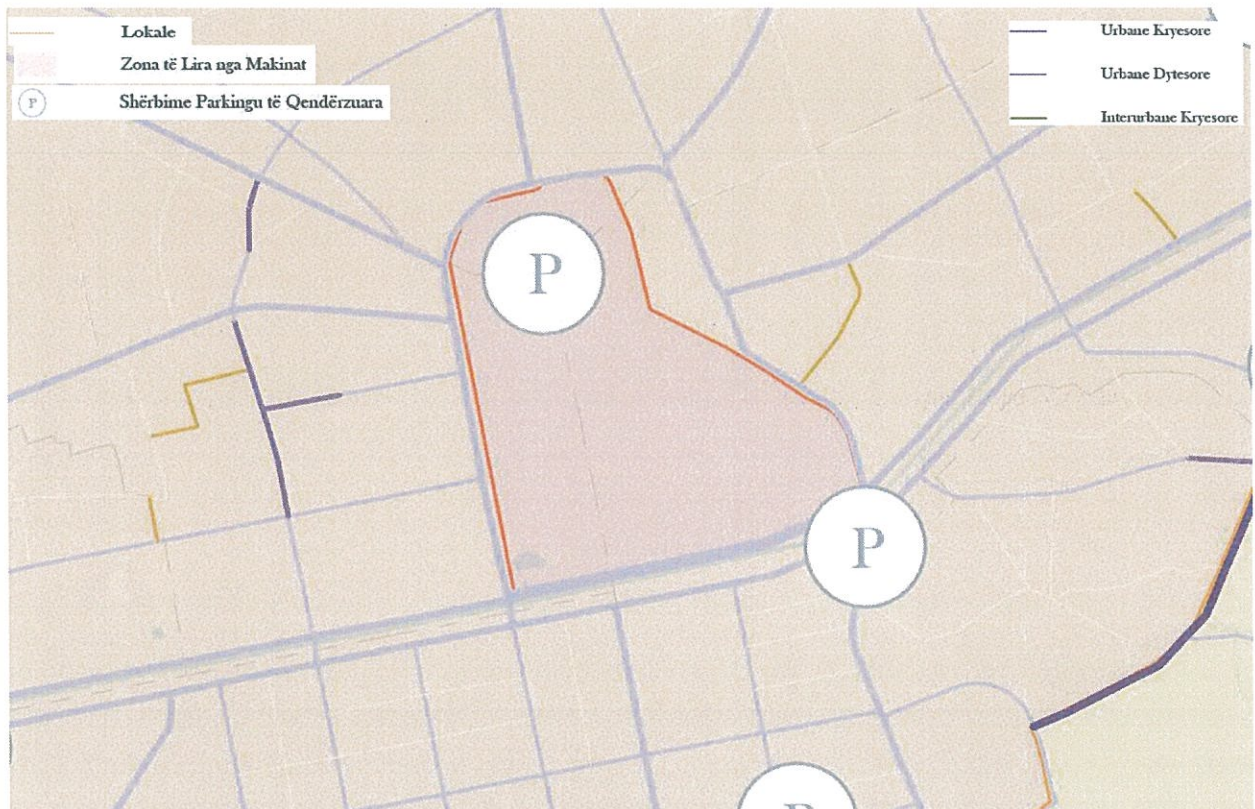 Lokale
Zona të Lira nga Makinat
P
Shërbime Parkingu të Qendërzuara
Urbane Kryesore
Urbane Dytesore
Interurbane Kryesore
P
P